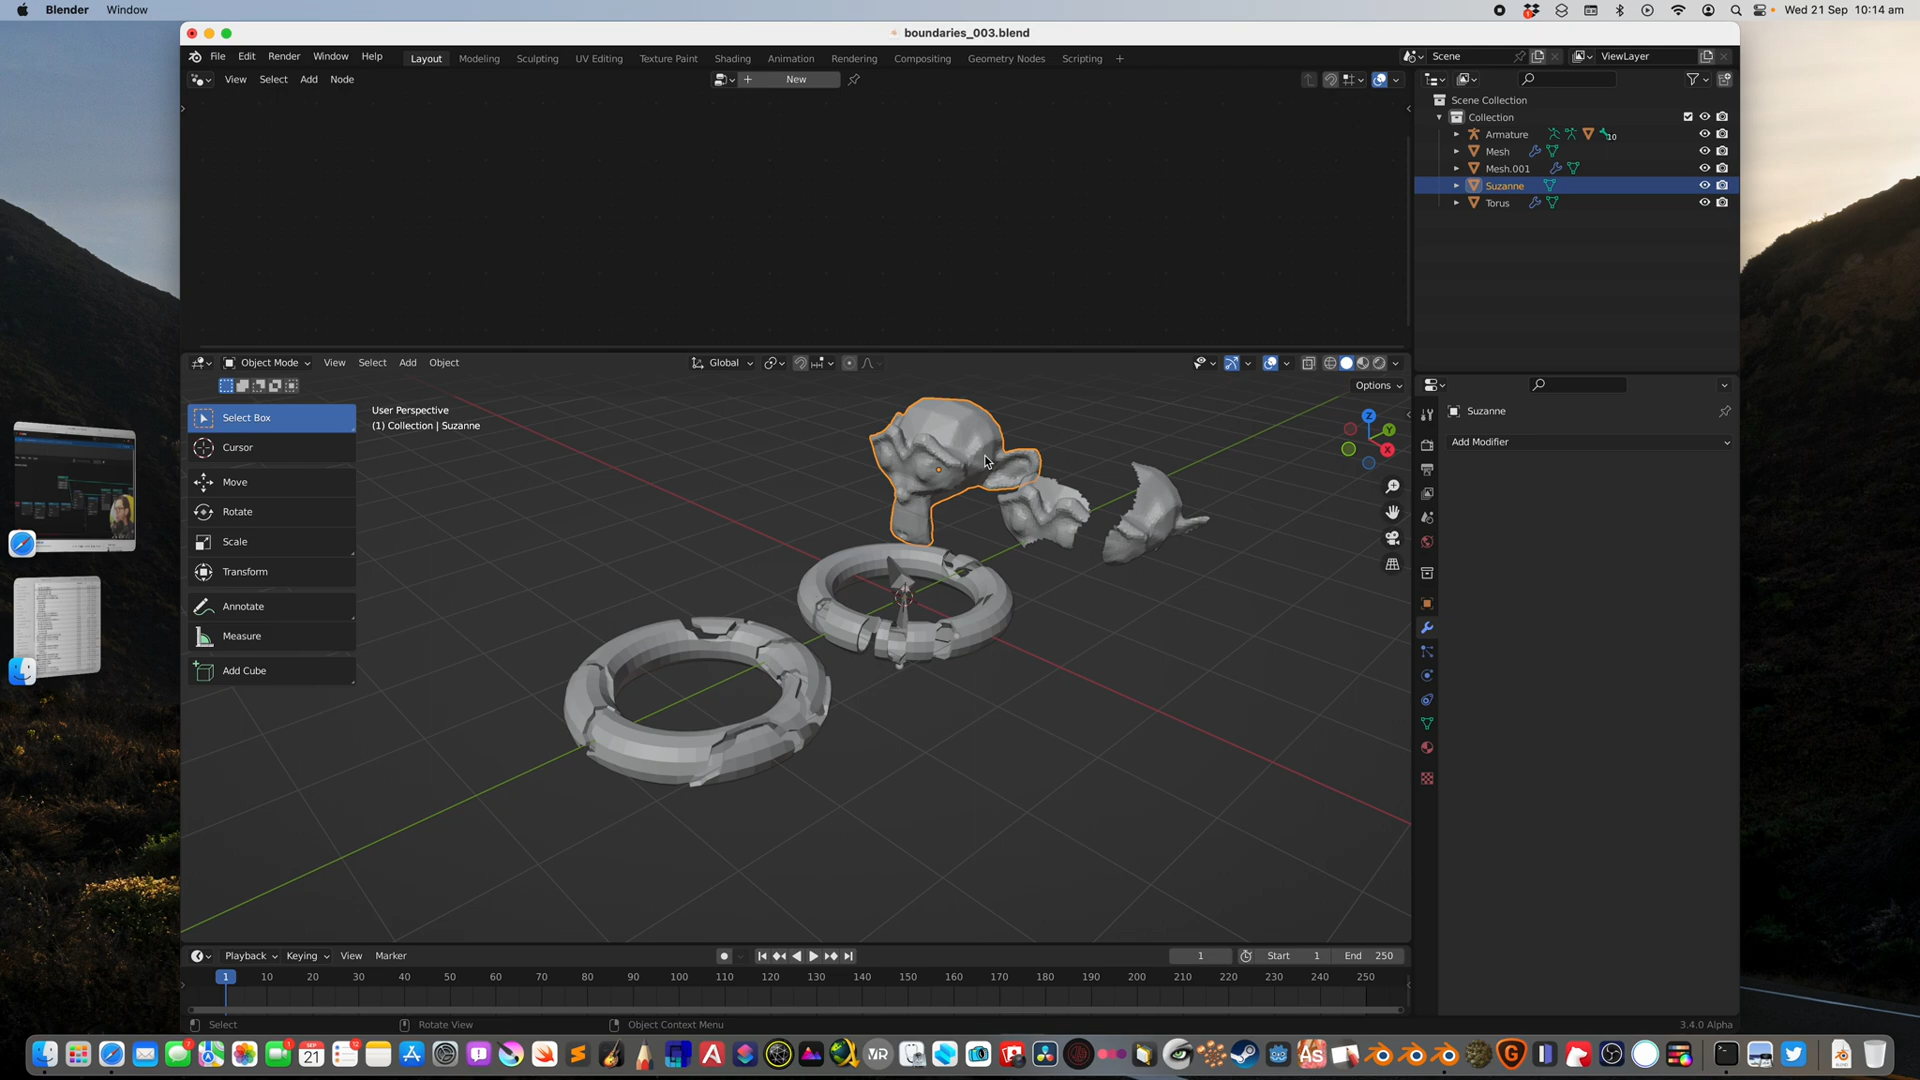 Blender Window
Wed 21 Sep 10:14 am
boundaries_003.blend
File Edit Render Window Help
Layout Modeling Sculpting UV Editing Texture Paint Shading Animation Rendering Compositing Geometry Nodes Scripting +
Scene
ViewLayer
View Select Add Node
New
Scene Collection
Collection
Armature
10
Mesh
Mesh.001
Suzanne
Torus
Object Mode View Select Add Object
Global
Options
Select Box
Cursor
Move
Rotate
Scale
Transform
Annotate
Measure
Add Cube
User Perspective
(1) Collection | Suzanne
Z
Y
X
Suzanne
Add Modifier
Playback Keying View Marker
1
Start 1
End 250
1 10 20 30 40 50 60 70 80 90 100 110 120 130 140 150 160 170 180 190 200 210 220 230 240 250
Select
Rotate View
Object Context Menu
3.4.0 Alpha
SEP
21
VR
As